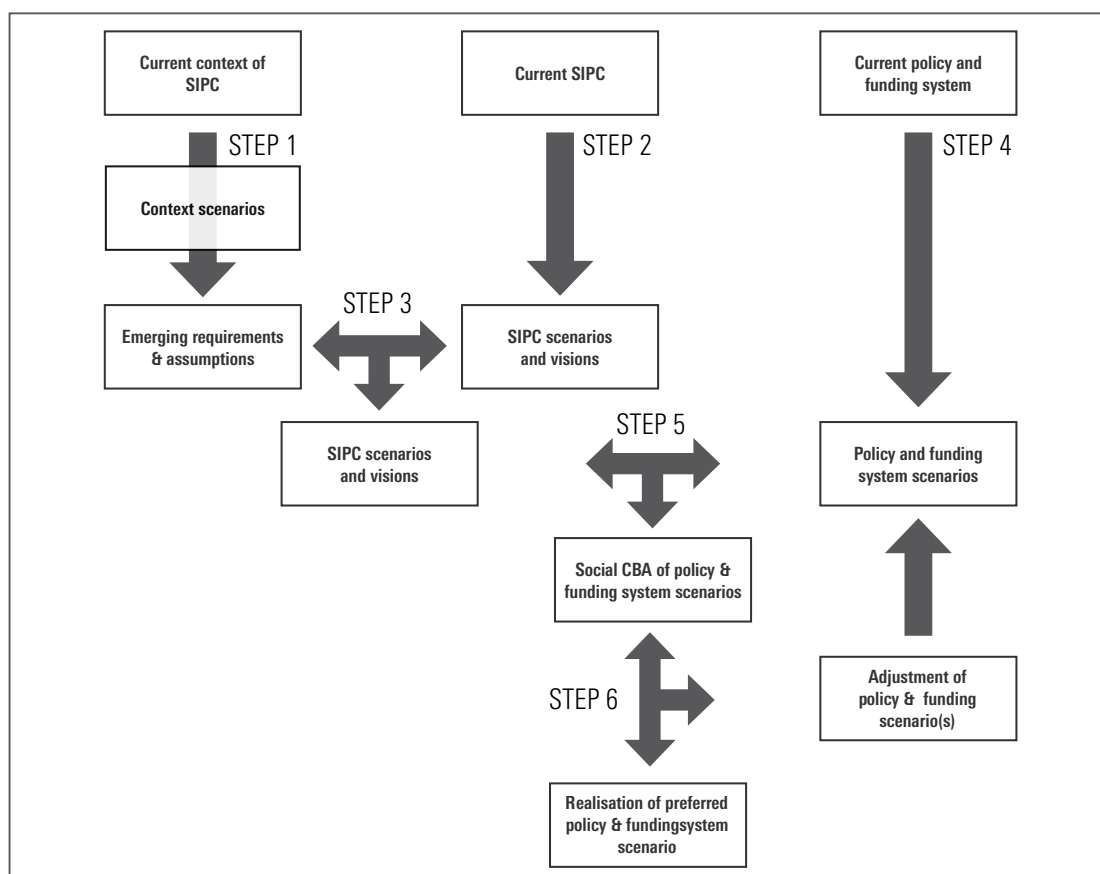 Current context of
SIPC
Current SIPC
Current policy and
funding system
STEP 1
STEP 2
STEP 4
Context scenarios
STEP 3
Emerging requirements
& assumptions
SIPC scenarios
and visions
SIPC scenarios
and visions
STEP 5
Policy and funding
system scenarios
Social CBA of policy &
funding system scenarios
STEP 6
Adjustment of
policy & funding
scenario(s)
Realisation of preferred
policy & fundingsystem
scenario